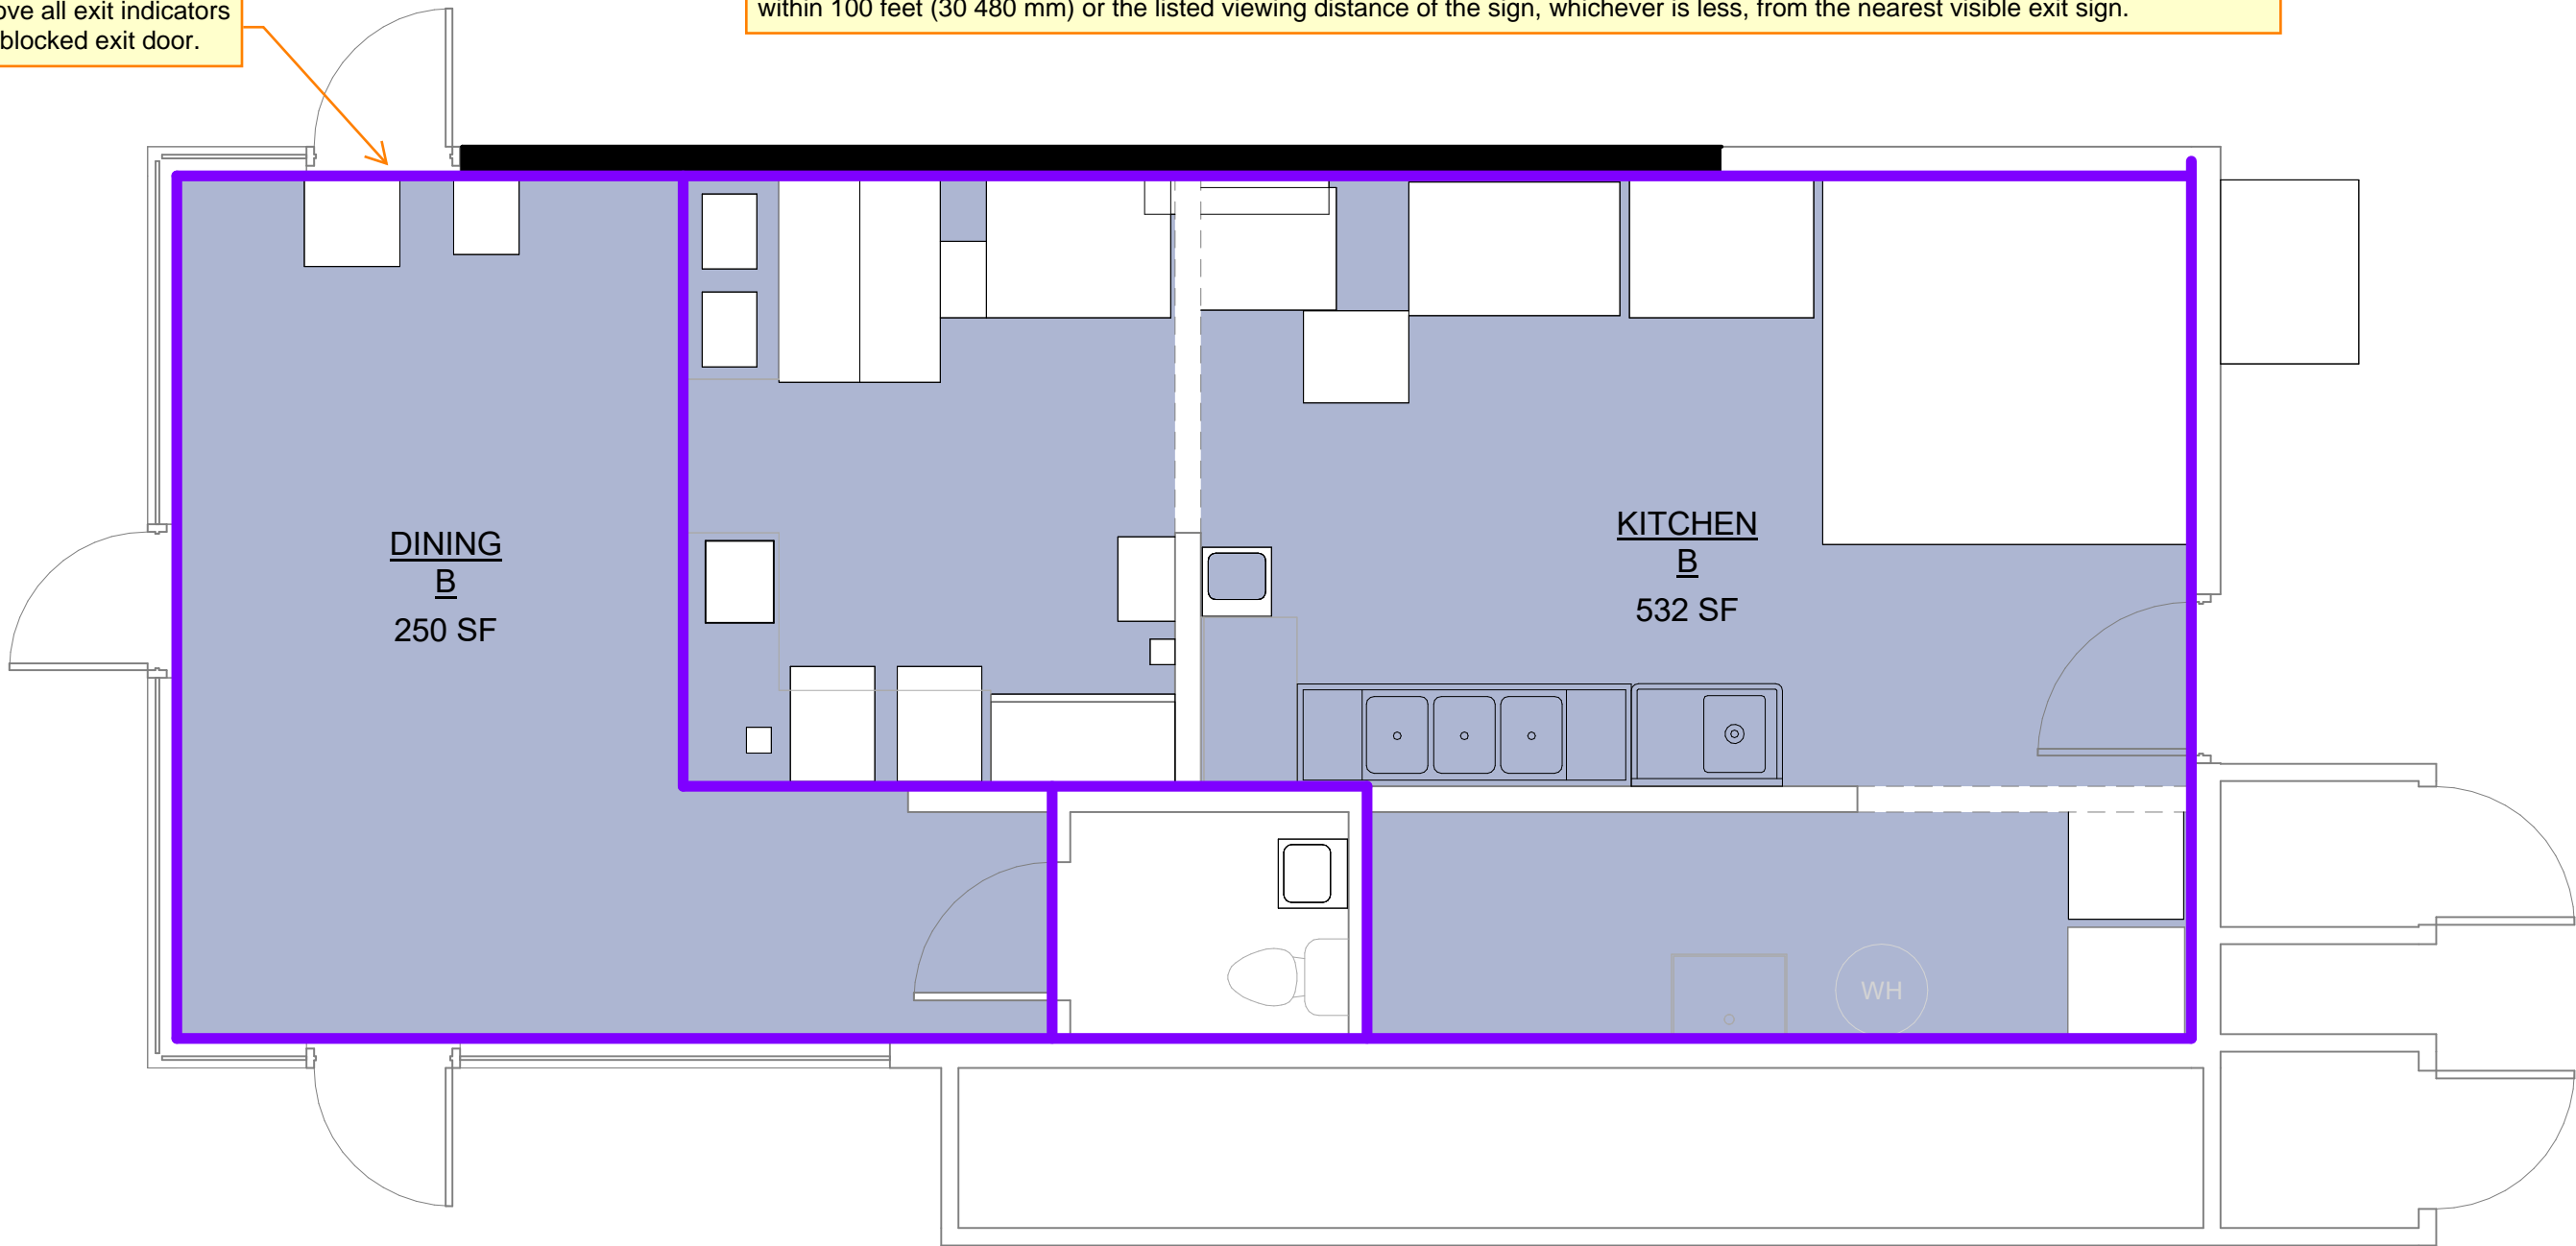 ove all exit indicators
blocked exit door.
within 100 feet (30 480 mm) or the listed viewing distance of the sign, whichever is less, from the nearest visible exit sign.
DINING
B
250 SF
KITCHEN
B
532 SF
WH